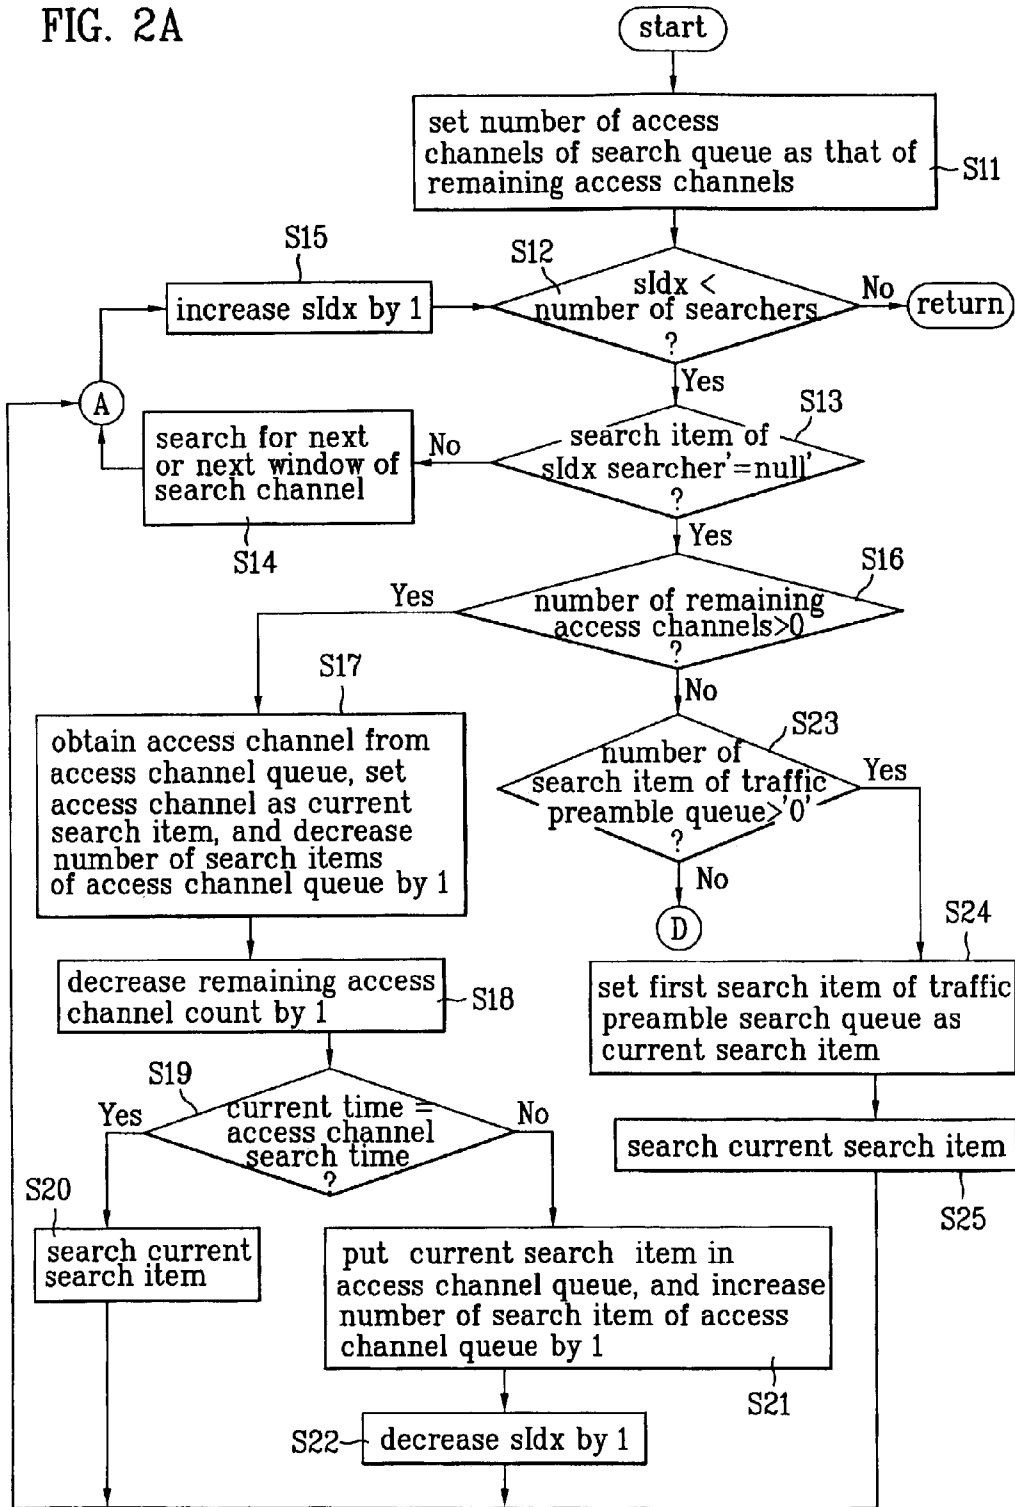 FIG. 2A
start
set number of access
channels of search queue as that of
remaining access channels
S11
S15
increase sIdx by 1
S12
sIdx <
number of searchers
?
No
return
Yes
A
S13
search item of
sIdx searcher'=null'
?
No
search for next
or next window of
search channel
S14
Yes
S16
number of remaining
access channels>0
?
Yes
No
S17
obtain access channel from
access channel queue, set
access channel as current
search item, and decrease
number of search items
of access channel queue by 1
S23
number of
search item of traffic
preamble queue>'0'
?
Yes
No
D
S18
decrease remaining access
channel count by 1
S24
set first search item of traffic
preamble search queue as
current search item
S19
current time =
access channel
search time
?
Yes
No
search current search item
S25
S20
search current
search item
put current search item in
access channel queue, and increase
number of search item of access
channel queue by 1
S21
S22
decrease sIdx by 1